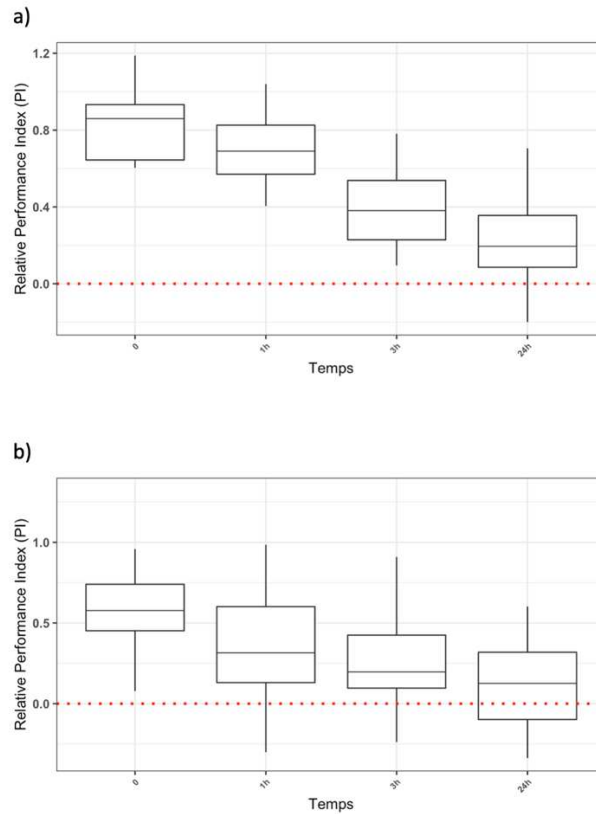 a)
Relative Performance Index (PI)
1.2
0.8
0.4
0.0
0 1h 3h 24h
Temps
b)
Relative Performance Index (PI)
1.0
0.5
0.0
0 1h 3h 24h
Temps